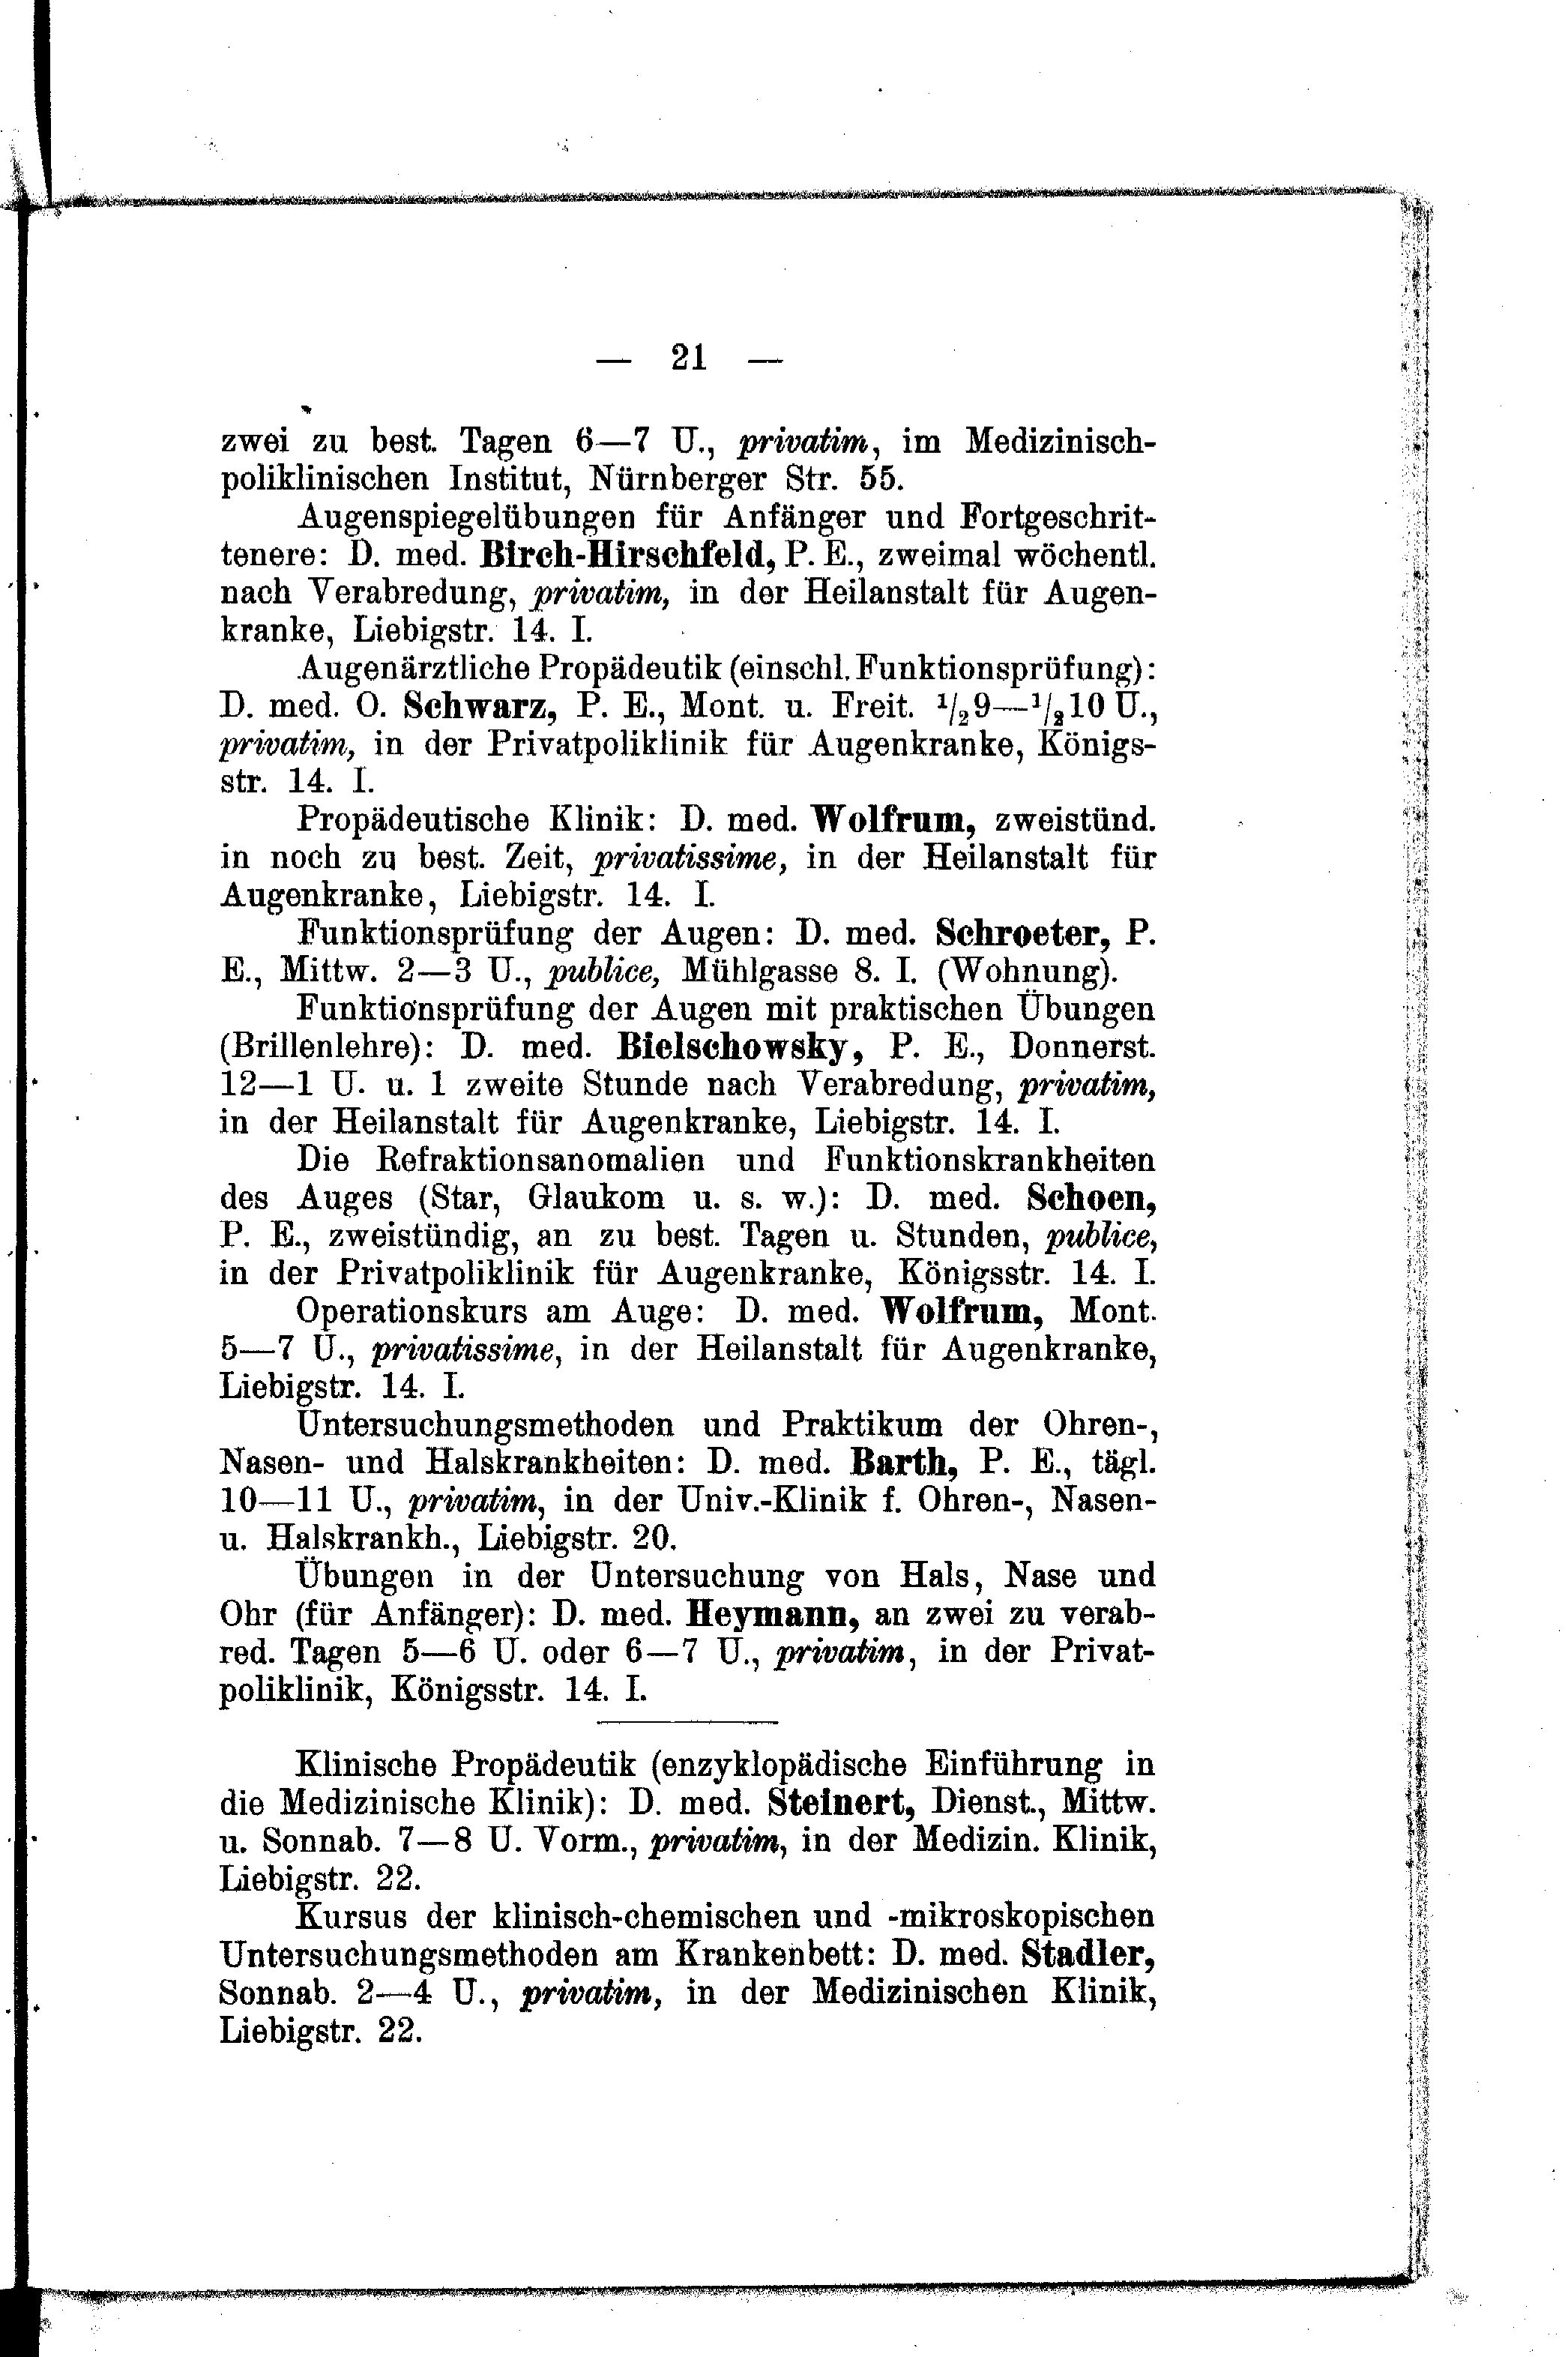 — 21 —
zwei zu best. Tagen 6—7 U., privatim, im Medizinisch-
poliklinischen Institut, Nürnberger Str. 55.
Augenspiegelübungen für Anfänger und Fortgeschrit-
tenere: D. med. Birch-Hirschfeld, P. E., zweimal wöchentl.
nach Verabredung, privatim, in der Heilanstalt für Augen-
kranke, Liebigstr. 14. I.
Augenärztliche Propädeutik (einschl. Funktionsprüfung):
D. med. O. Schwarz, P. E., Mont. u. Freit. 1/2 9—1/2 10 U.,
privatim, in der Privatpoliklinik für Augenkranke, Königs-
str. 14. I.
Propädeutische Klinik: D. med. Wolfrum, zweistünd.
in noch zu best. Zeit, privatissime, in der Heilanstalt für
Augenkranke, Liebigstr. 14. I.
Funktionsprüfung der Augen: D. med. Schroeter, P.
E., Mittw. 2—3 U., publice, Mühlgasse 8. I. (Wohnung).
Funktionsprüfung der Augen mit praktischen Übungen
(Brillenlehre): D. med. Bielschowsky, P. E., Donnerst.
12—1 U. u. 1 zweite Stunde nach Verabredung, privatim,
in der Heilanstalt für Augenkranke, Liebigstr. 14. I.
Die Refraktionsanomalien und Funktionskrankheiten
des Auges (Star, Glaukom u. s. w.): D. med. Schoen,
P. E., zweistündig, an zu best. Tagen u. Stunden, publice,
in der Privatpoliklinik für Augenkranke, Königsstr. 14. I.
Operationskurs am Auge: D. med. Wolfrum, Mont.
5—7 U., privatissime, in der Heilanstalt für Augenkranke,
Liebigstr. 14. I.
Untersuchungsmethoden und Praktikum der Ohren-,
Nasen- und Halskrankheiten: D. med. Barth, P. E., tägl.
10—11 U., privatim, in der Univ.-Klinik f. Ohren-, Nasen-
u. Halskrankh., Liebigstr. 20.
Übungen in der Untersuchung von Hals, Nase und
Ohr (für Anfänger): D. med. Heymann, an zwei zu verab-
red. Tagen 5—6 U. oder 6—7 U., privatim, in der Privat-
poliklinik, Königsstr. 14. I.
Klinische Propädeutik (enzyklopädische Einführung in
die Medizinische Klinik): D. med. Steinert, Dienst., Mittw.
u. Sonnab. 7—8 U. Vorm., privatim, in der Medizin. Klinik,
Liebigstr. 22.
Kursus der klinisch-chemischen und -mikroskopischen
Untersuchungsmethoden am Krankenbett: D. med. Stadler,
Sonnab. 2—4 U., privatim, in der Medizinischen Klinik,
Liebigstr. 22.